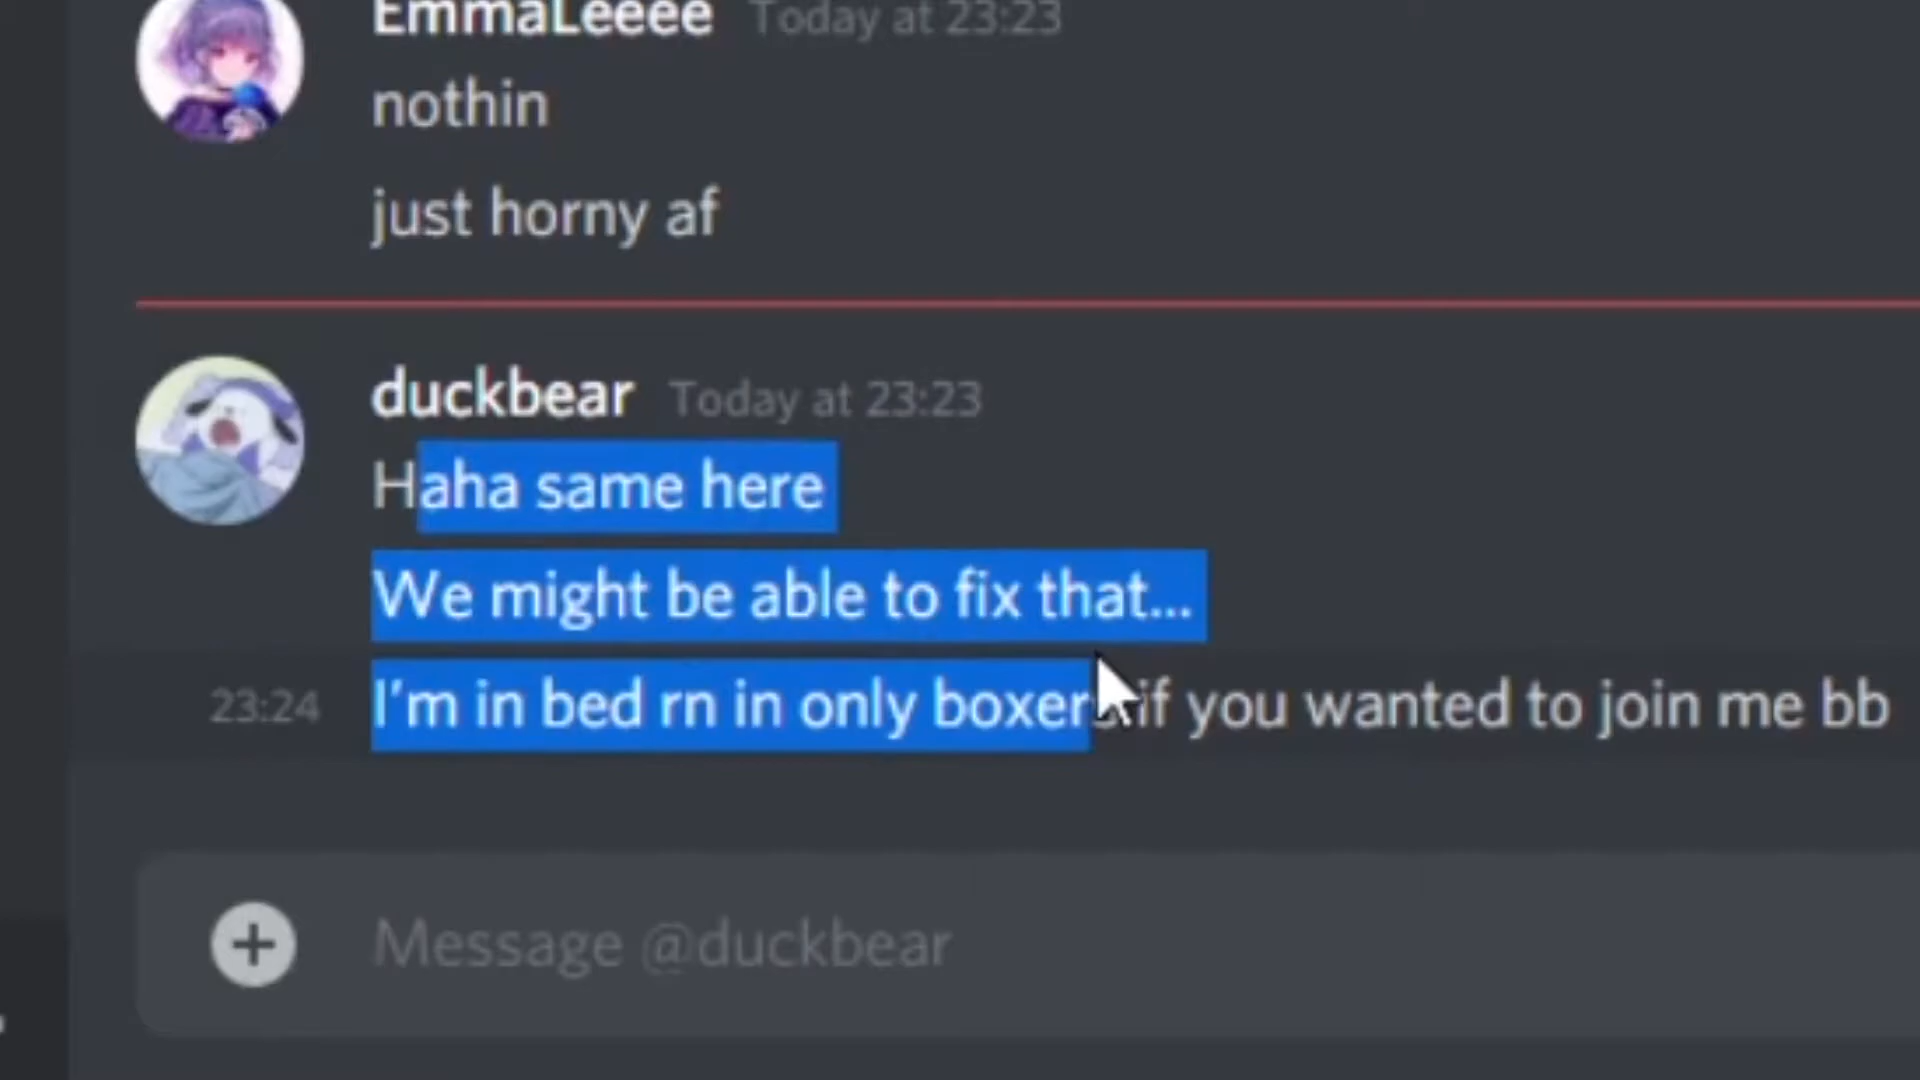 EmmaLeeee Today at 23:23
nothin
just horny af
duckbear Today at 23:23
Haha same here
We might be able to fix that...
23:24 I'm in bed rn in only boxers if you wanted to join me bb
Message @duckbear